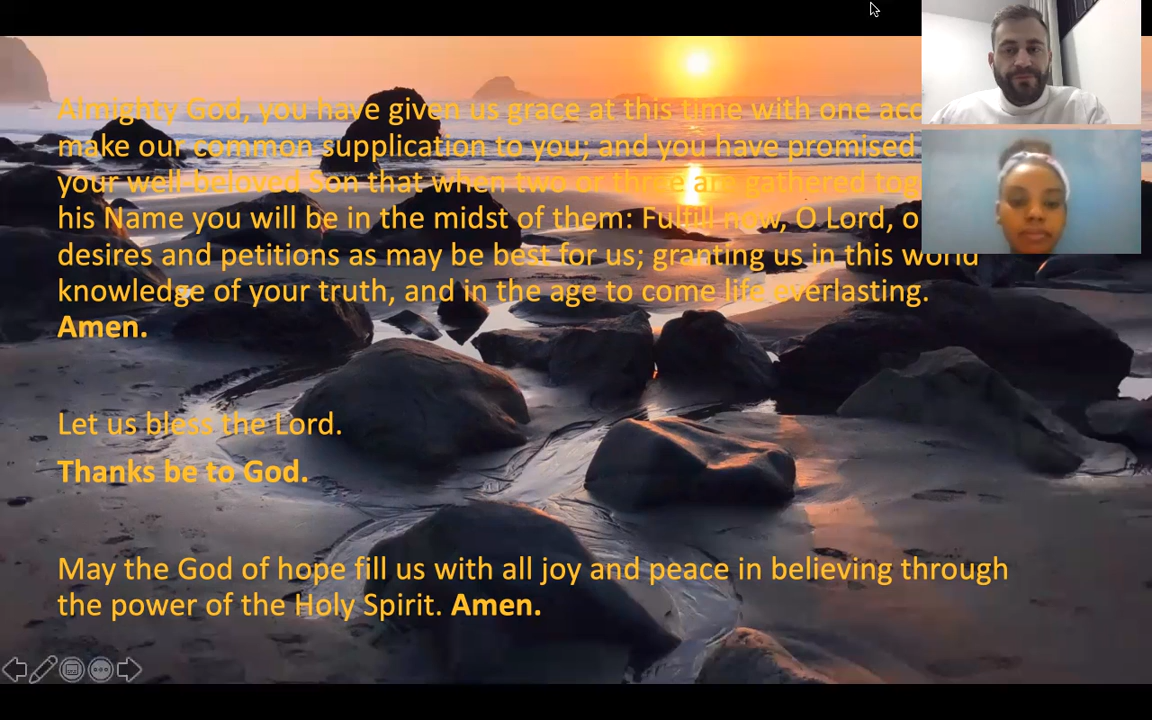 Almighty God, you have given us grace at this time with one acc
make our common supplication to you; and you have promised
your well-beloved Son that when two or three are gathered tog
his Name you will be in the midst of them: Fulfill now, O Lord, o
desires and petitions as may be best for us; granting us in this world
knowledge of your truth, and in the age to come life everlasting.
Amen.
Let us bless the Lord.
Thanks be to God.
May the God of hope fill us with all joy and peace in believing through
the power of the Holy Spirit. Amen.